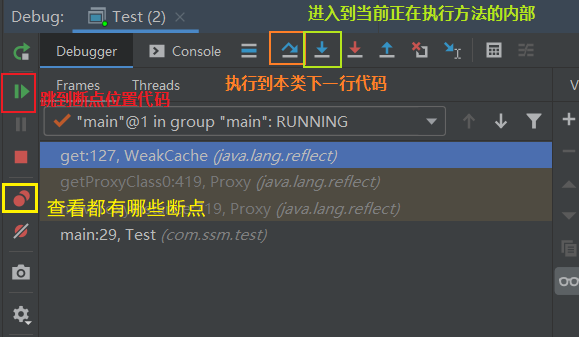 Debug: Test (2) ×
进入到当前正在执行方法的内部
Debugger Console
执行到本类下一行代码
跳到断点位置代码
Frames Threads V
"main"@1 in group "main": RUNNING
get:127, WeakCache (java.lang.reflect)
getProxyClass0:419, Proxy (java.lang.reflect)
19, Proxy (java.lang.reflect)
查看都有哪些断点
main:29, Test (com.ssm.test)